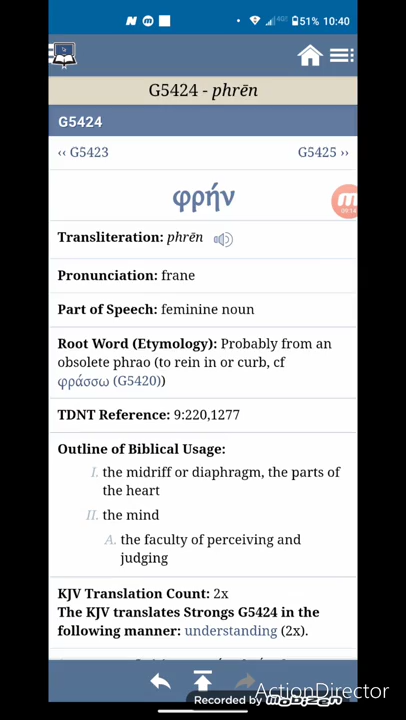 51% 10:40
G5424 - phrēn
G5424
‹‹ G5423 G5325 ››
φρήν
Transliteration: phrēn
Pronunciation: frane
Part of Speech: feminine noun
Root Word (Etymology): Probably from an
obsolete phrao (to rein in or curb, cf
φράσσω (G5420))
TDNT Reference: 9:220,1277
Outline of Biblical Usage:
I. the midriff or diaphragm, the parts of
the heart
II. the mind
A. the faculty of perceiving and
judging
KJV Translation Count: 2x
The KJV translates Strongs G5424 in the
following manner: understanding (2x).
ActionDirector
Recorded by MOBIZEN